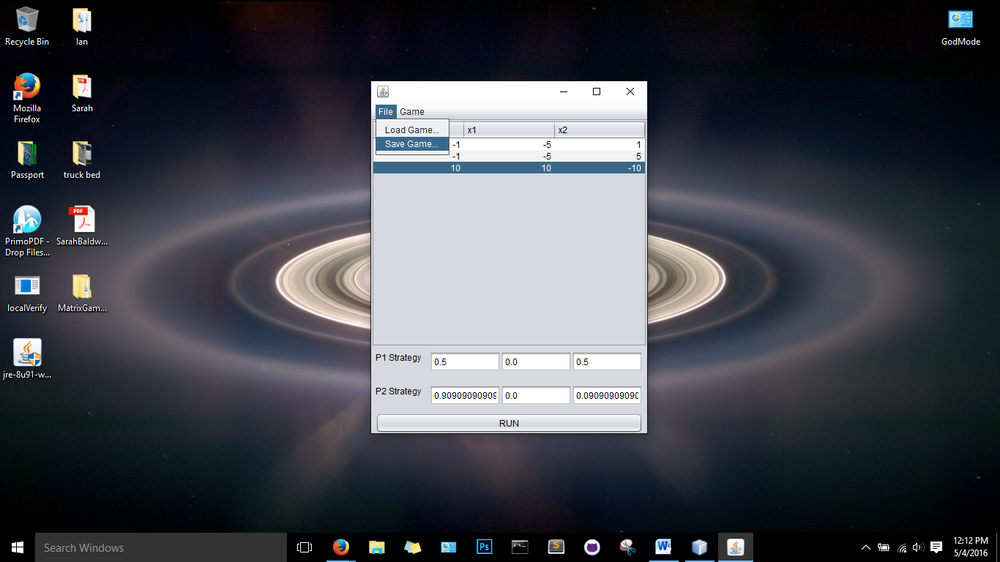 Recycle Bin
Ian
GodMode
Mozilla
Firefox
Sarah
Passport
truck bed
PrimoPDF -
Drop Files...
SarahBaldw...
localVerify
MatrixGam...
jre-8u91-w...
File Game
Load Game...
Save Game...
x1 x2
-1 -5 1
-1 -5 5
10 10 -10
P1 Strategy 0.5 0.0 0.5
P2 Strategy 0.90909090909 0.0 0.09090909090
RUN
Search Windows
12:12 PM
5/4/2016